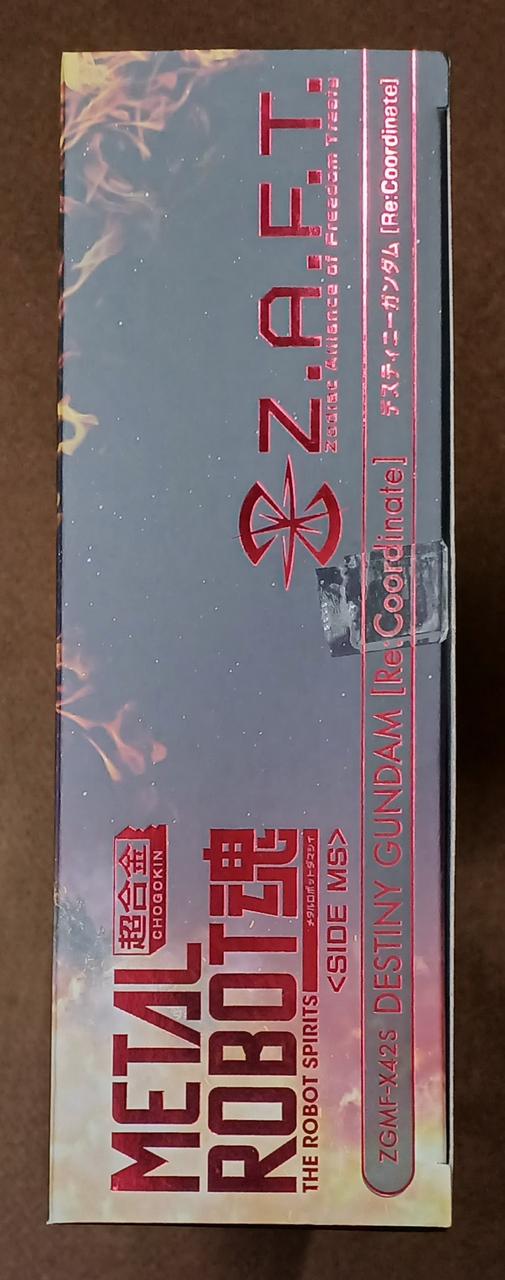 超合金
CHOGOKIN
METAL
ROBOT魂
メタルロボットダマシイ
THE ROBOT SPIRITS
<SIDE MS>
Z.A.F.T.
Zodiac Alliance of Freedom Treaty
ZGMF-X42S DESTINY GUNDAM [Re:Coordinate] デスティニーガンダム [Re:Coordinate]